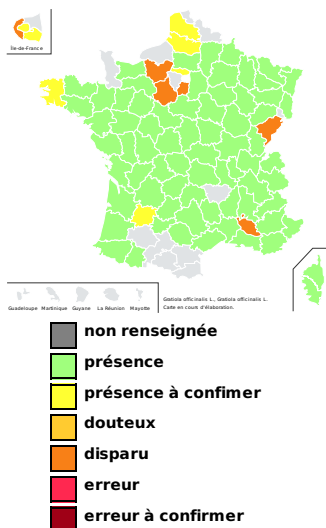 Île-de-France
Guadeloupe Martinique Guyane La Réunion Mayotte
Gratiola officinalis L., Gratiola officinalis L.
Carte en cours d'élaboration.
non renseignée
présence
présence à confimer
douteux
disparu
erreur
erreur à confirmer